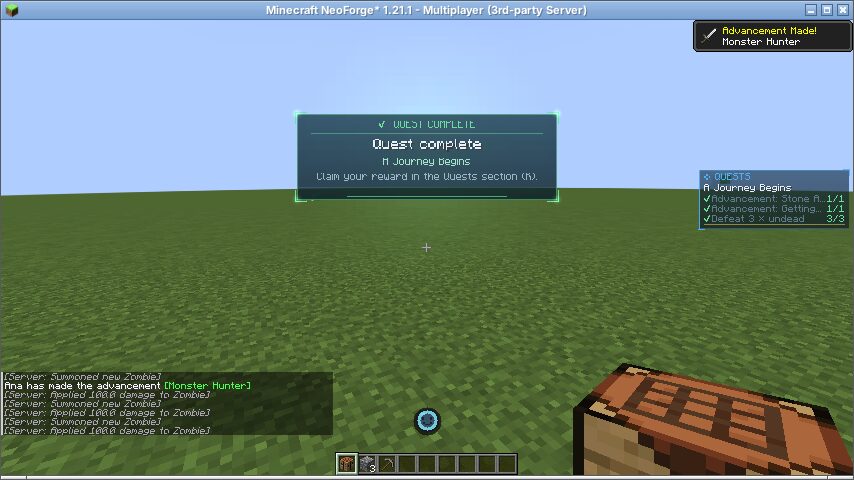 Minecraft NeoForge* 1.21.1 - Multiplayer (3rd-party Server)
Advancement Made!
Monster Hunter
✓ QUEST COMPLETE
Quest complete
A Journey Begins
Claim your reward in the Quests section (K).
QUESTS
A Journey Begins
✓Advancement: Stone A... 1/1
✓Advancement: Getting... 1/1
✓Defeat 3 × undead 3/3
[Server: Summoned new Zombie]
Ana has made the advancement [Monster Hunter]
[Server: Applied 100.0 damage to Zombie]
[Server: Summoned new Zombie]
[Server: Applied 100.0 damage to Zombie]
[Server: Summoned new Zombie]
[Server: Applied 100.0 damage to Zombie]
3